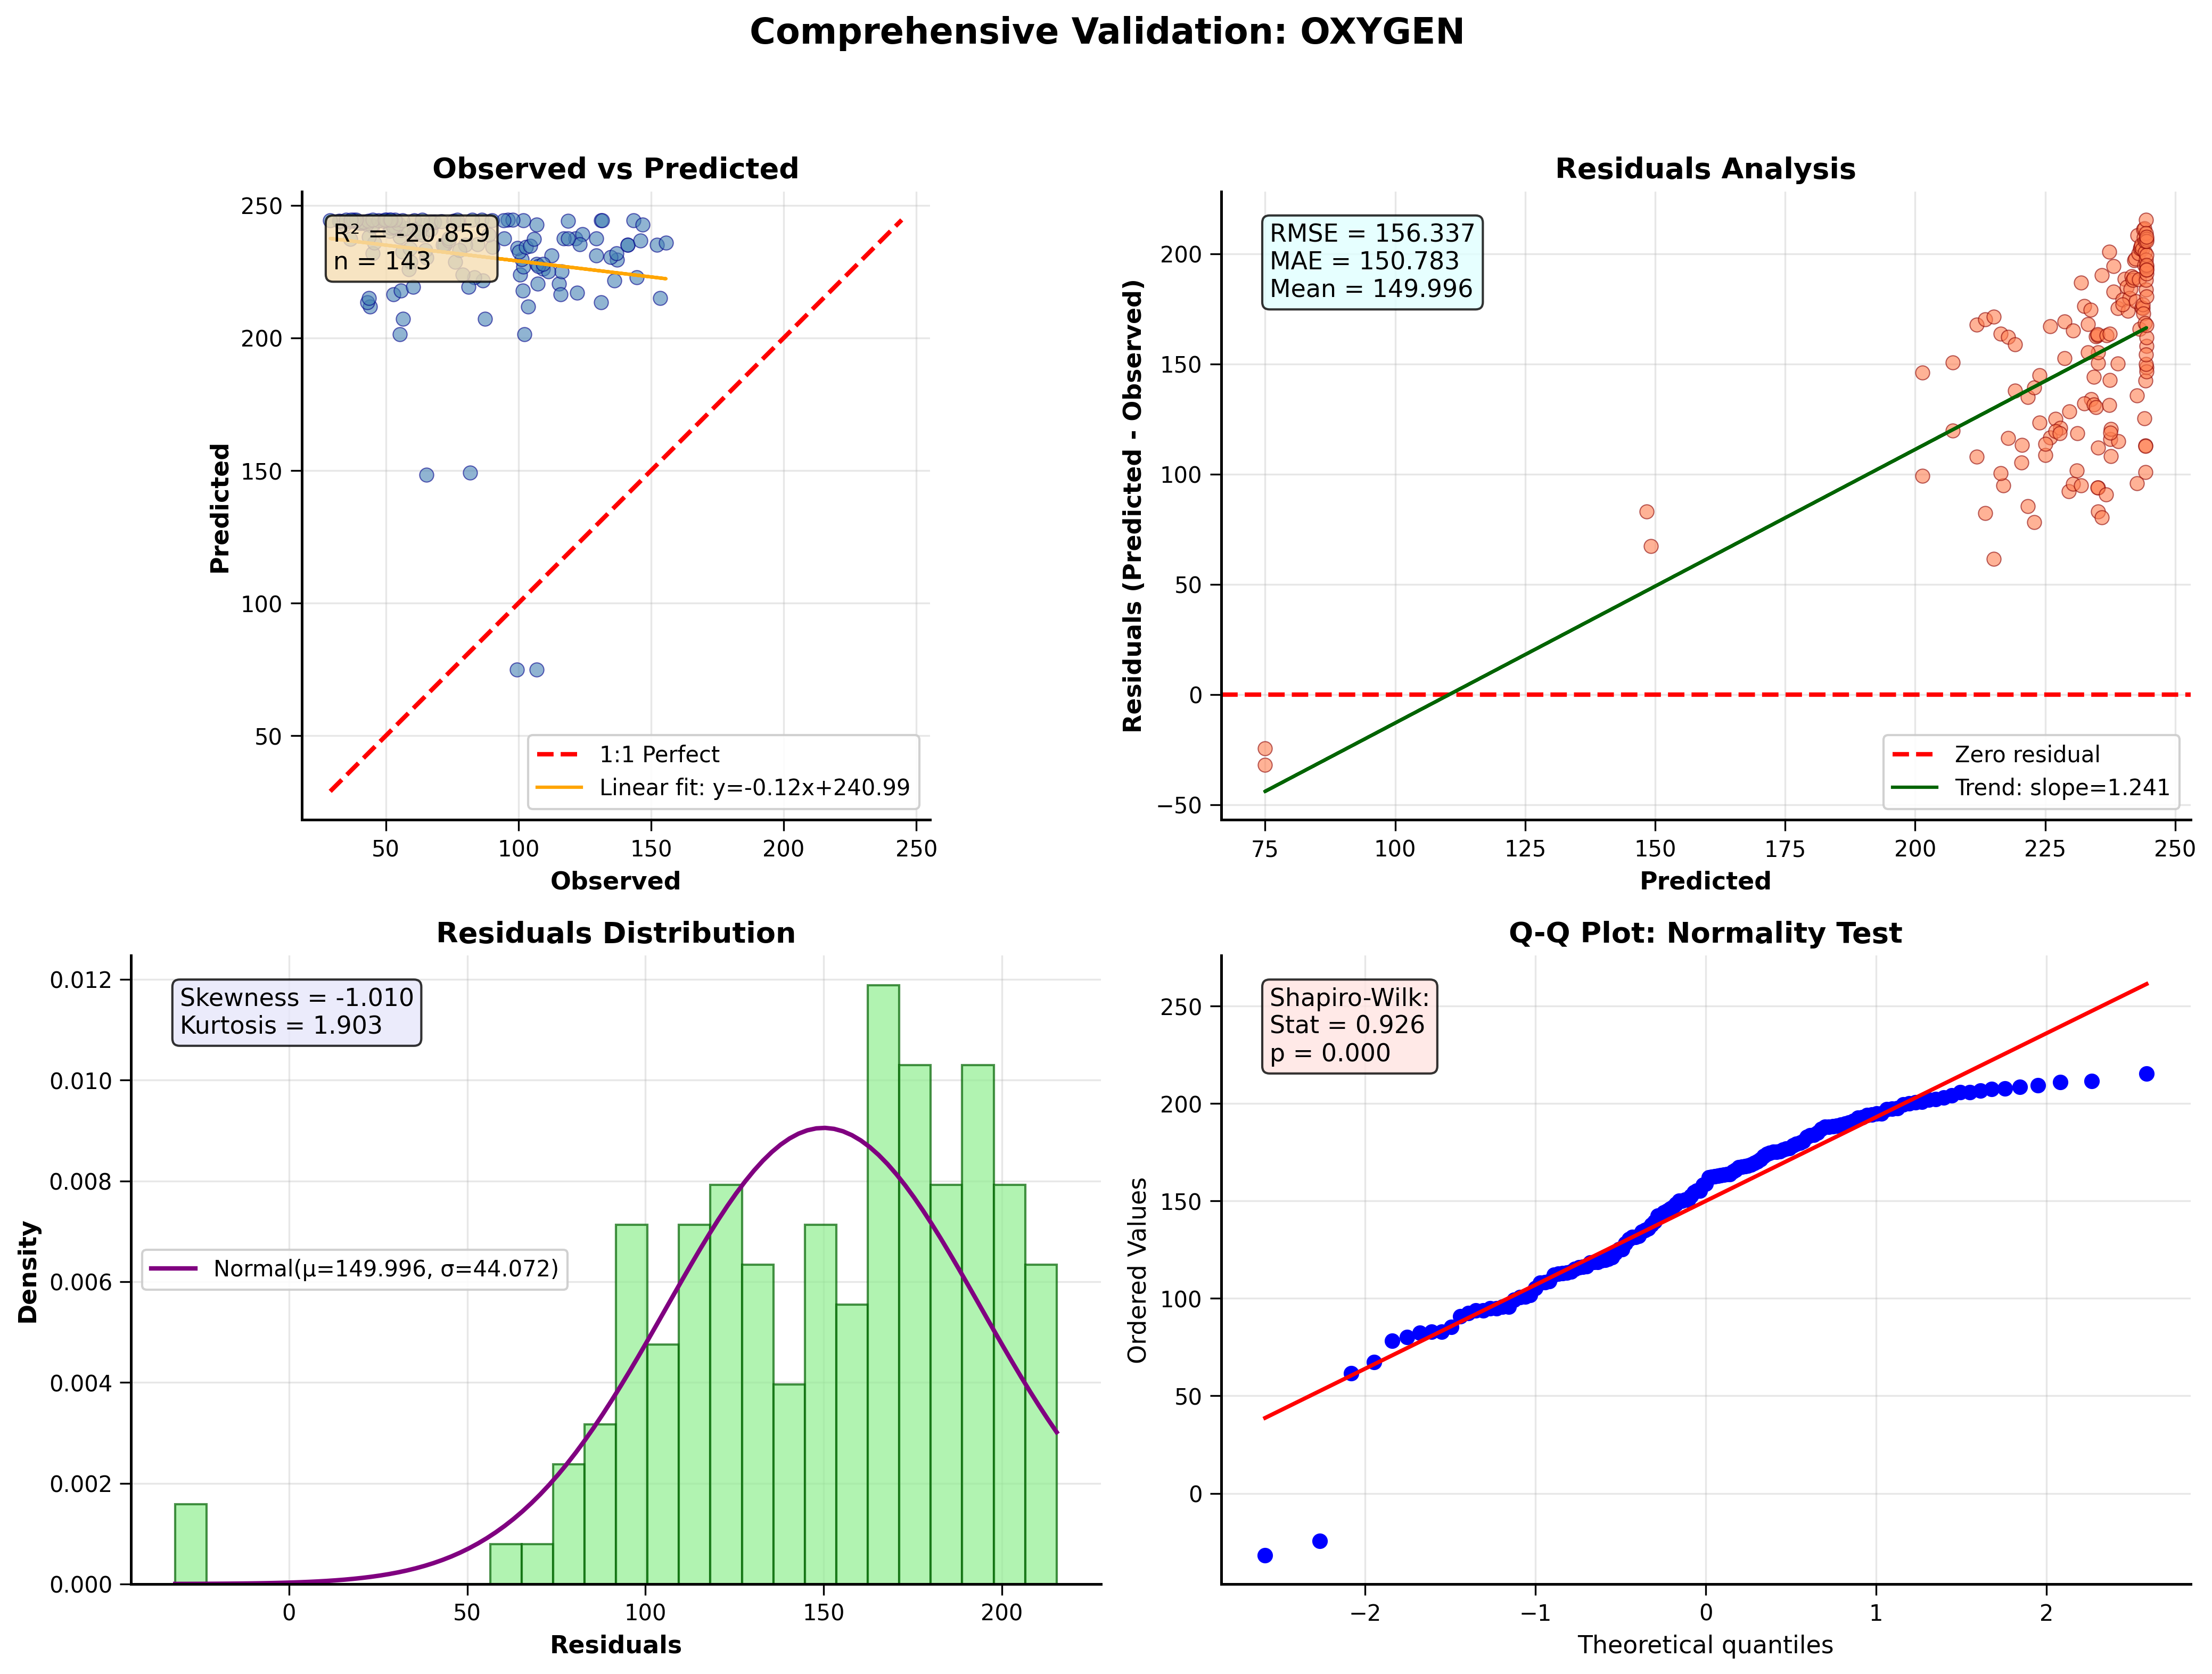 Comprehensive Validation: OXYGEN
Observed vs Predicted
R² = -20.859
n = 143
250
200
150
100
50
Predicted
1:1 Perfect
Linear fit: y=-0.12x+240.99
50
100
150
200
250
Observed
Residuals Analysis
RMSE = 156.337
MAE = 150.783
Mean = 149.996
200
150
100
50
0
−50
Residuals (Predicted - Observed)
Zero residual
Trend: slope=1.241
75
100
125
150
175
200
225
250
Predicted
Residuals Distribution
Skewness = -1.010
Kurtosis = 1.903
0.012
0.010
0.008
0.006
0.004
0.002
0.000
Density
Normal(μ=149.996, σ=44.072)
0
50
100
150
200
Residuals
Q-Q Plot: Normality Test
Shapiro-Wilk:
Stat = 0.926
p = 0.000
250
200
150
100
50
0
Ordered Values
−2
−1
0
1
2
Theoretical quantiles